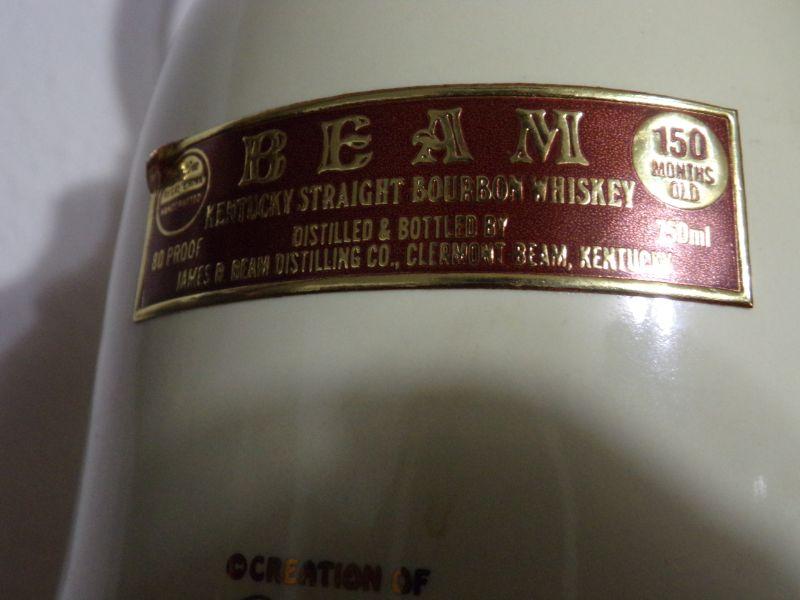 BEAM
150
MONTHS
OLD
KENTUCKY STRAIGHT BOURBON WHISKEY
DISTILLED & BOTTLED BY
80 PROOF
750ml
JAMES B. BEAM DISTILLING CO., CLERMONT-BEAM, KENTUCKY
©CREATION OF